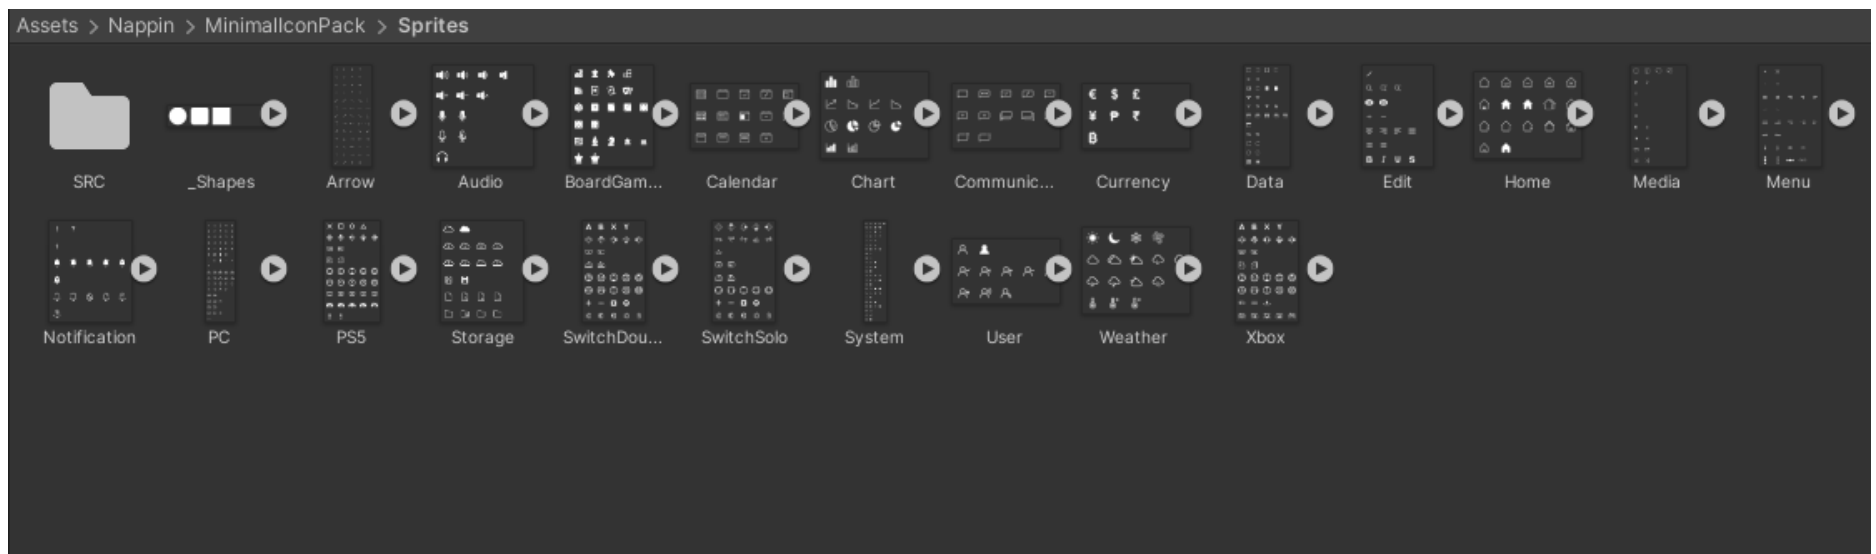 Assets > Nappin > MinimalIconPack > Sprites
SRC _Shapes Arrow Audio BoardGam... Calendar Chart Communic... Currency Data Edit Home Media Menu
Notification PC PS5 Storage SwitchDou... SwitchSolo System User Weather Xbox